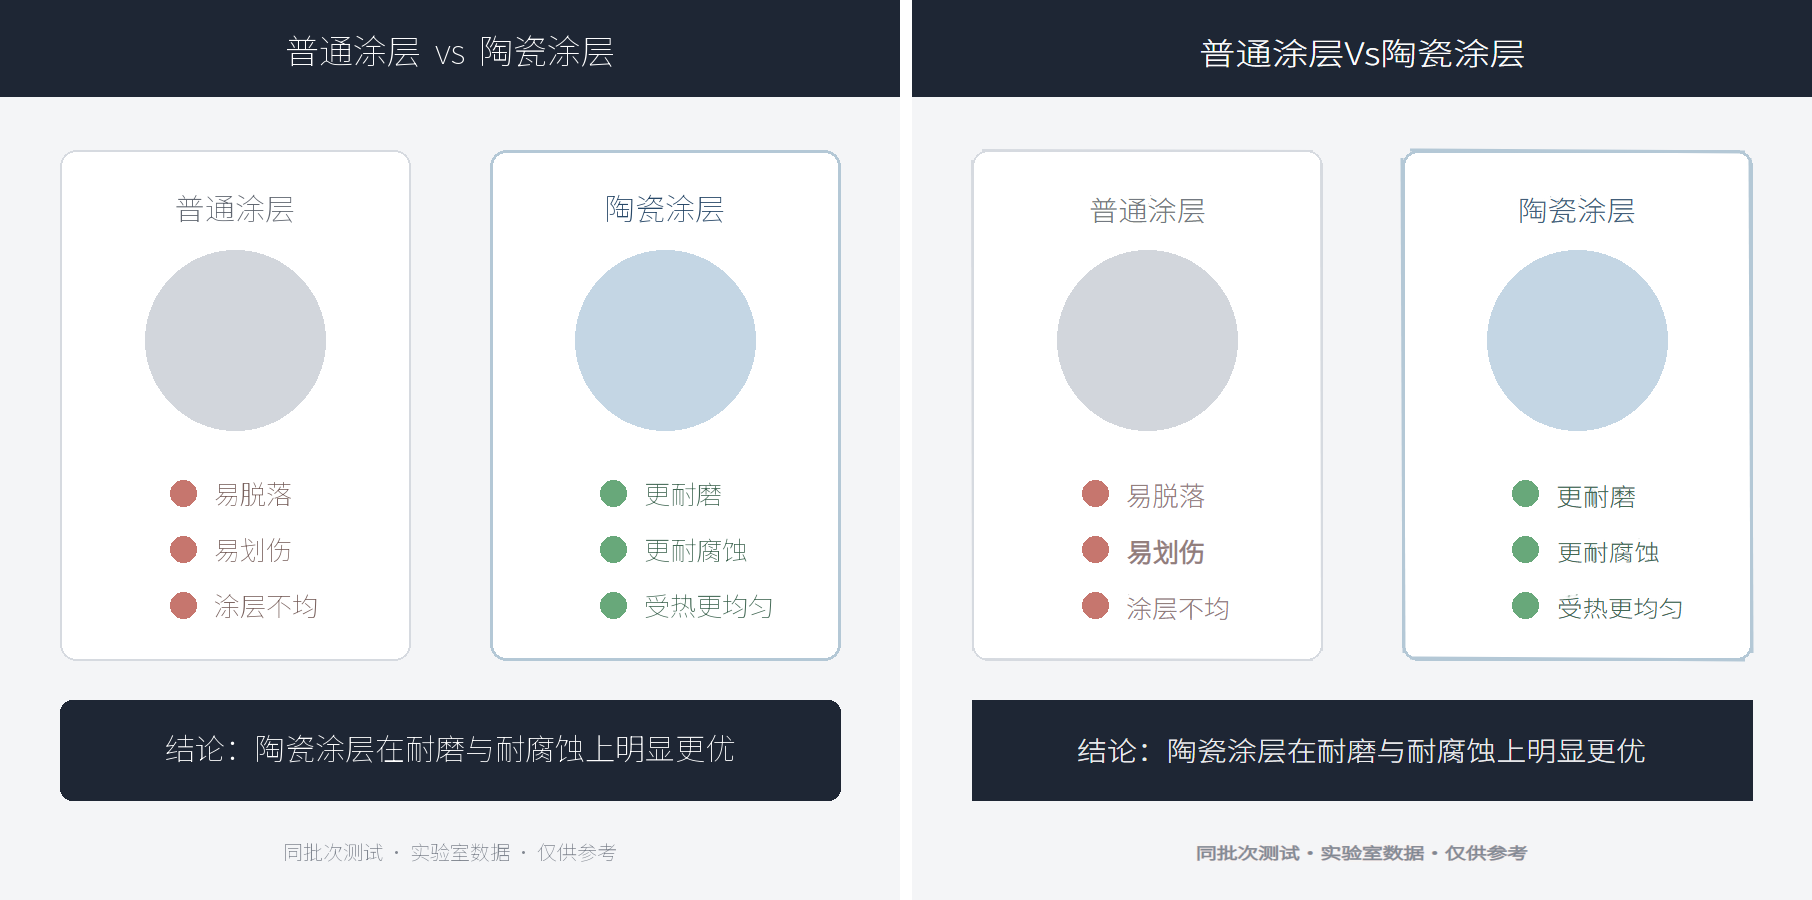 普通涂层 vs 陶瓷涂层
普通涂层
易脱落
易划伤
涂层不均
陶瓷涂层
更耐磨
更耐腐蚀
受热更均匀
结论：陶瓷涂层在耐磨与耐腐蚀上明显更优
同批次测试 · 实验室数据 · 仅供参考
普通涂层Vs陶瓷涂层
普通涂层
易脱落
易划伤
涂层不均
陶瓷涂层
更耐磨
更耐腐蚀
受热更均匀
结论：陶瓷涂层在耐磨与耐腐蚀上明显更优
同批次测试·实验室数据·仅供参考